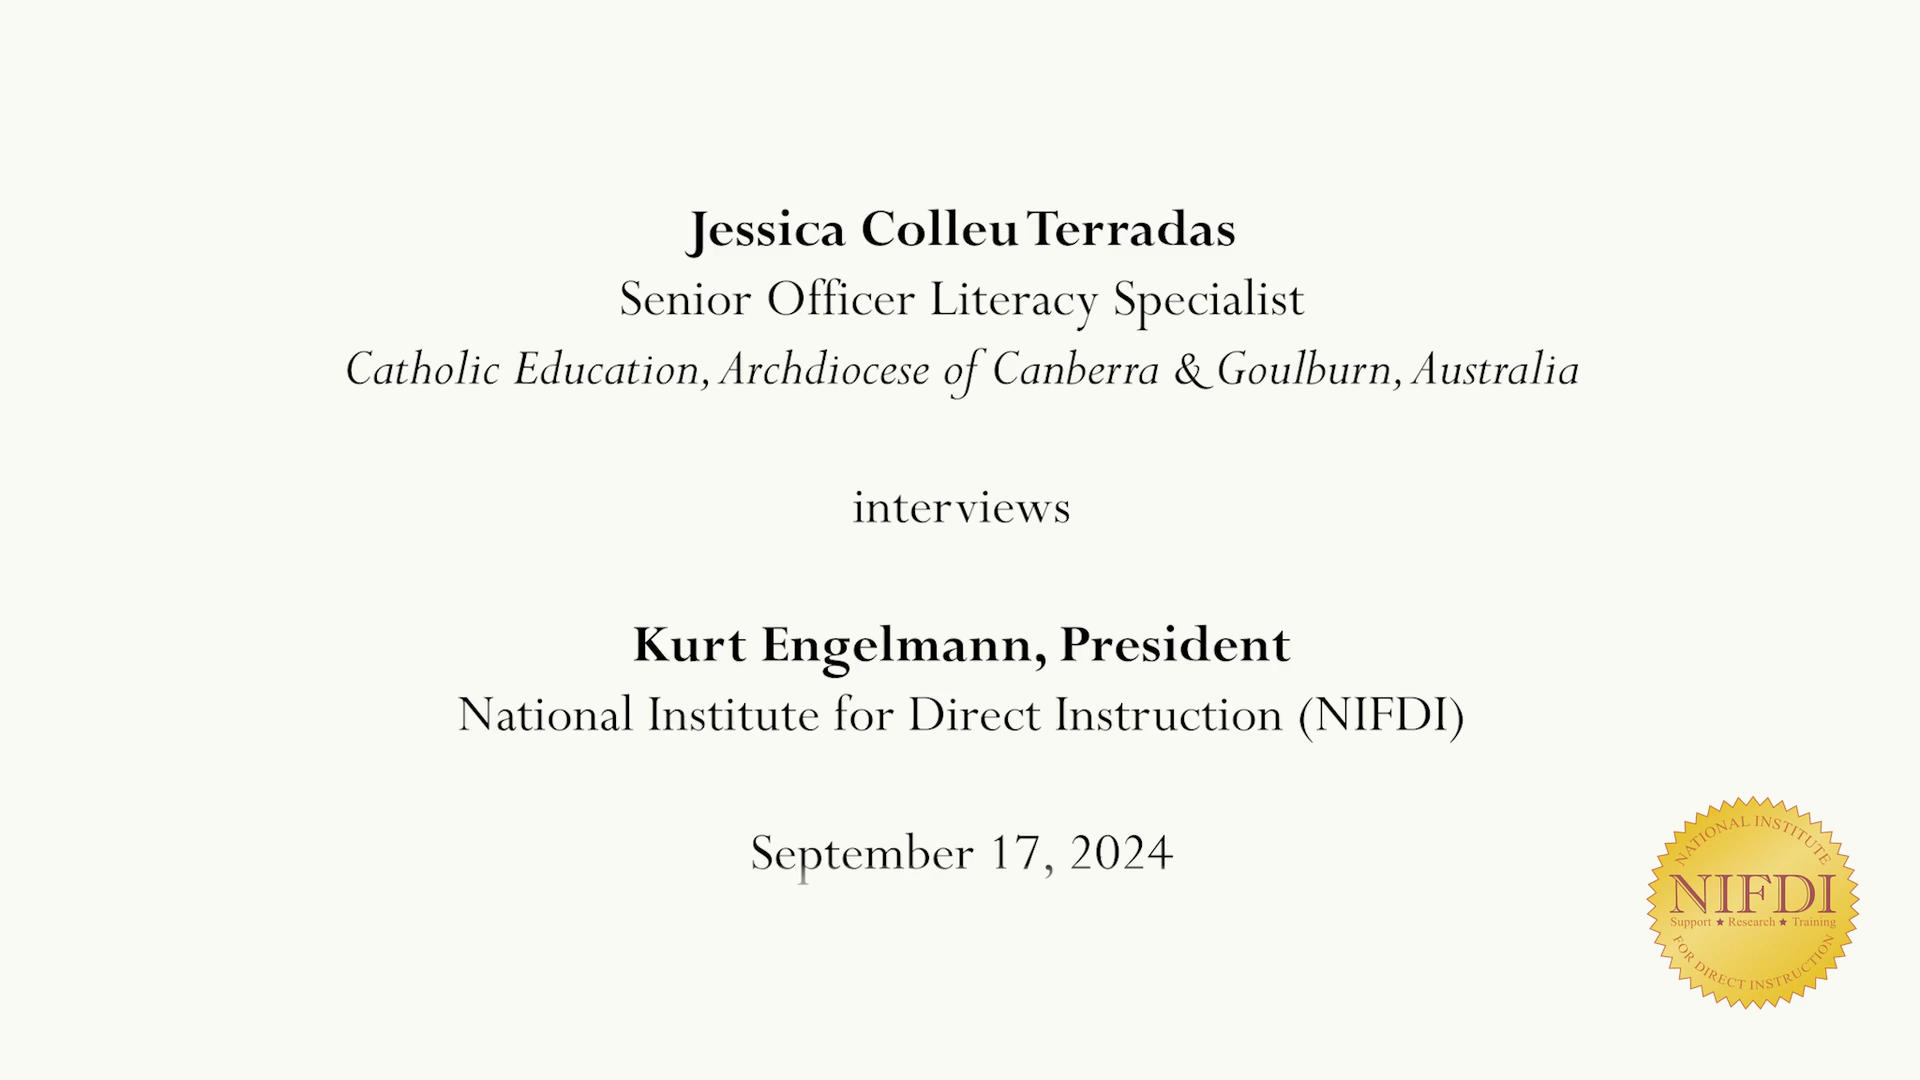 Jessica Colleu Terradas
Senior Officer Literacy Specialist
Catholic Education, Archdiocese of Canberra & Goulburn, Australia
interviews
Kurt Engelmann, President
National Institute for Direct Instruction (NIFDI)
September 17, 2024
NATIONAL INSTITUTE
NIFDI
Support ★ Research ★ Training
FOR DIRECT INSTRUCTION